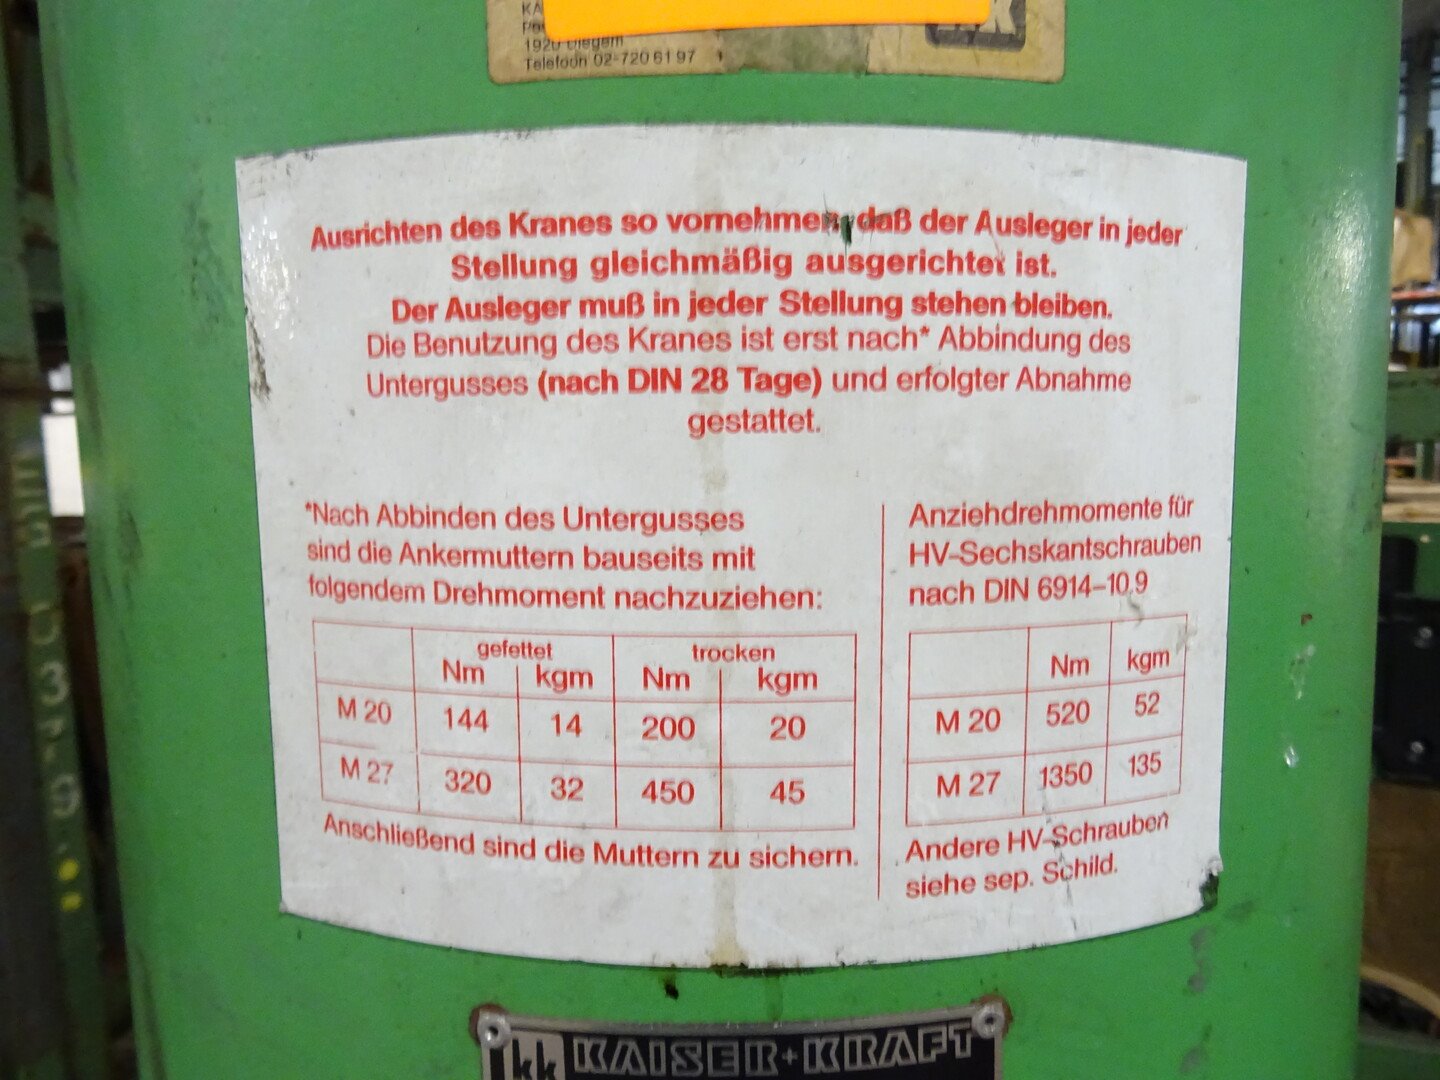 KA
1920 Diegem
Telefoon 02-720 61 97
Ausrichten des Kranes so vornehmen, daß der Ausleger in jeder
Stellung gleichmäßig ausgerichtet ist.
Der Ausleger muß in jeder Stellung stehen bleiben.
Die Benutzung des Kranes ist erst nach* Abbindung des
Untergusses (nach DIN 28 Tage) und erfolgter Abnahme
gestattet.
*Nach Abbinden des Untergusses
sind die Ankermuttern bauseits mit
folgendem Drehmoment nachzuziehen:
gefettet trocken
Nm kgm Nm kgm
M 20 144 14 200 20
M 27 320 32 450 45
Anschließend sind die Muttern zu sichern.
Anziehdrehmomente für
HV-Sechskantschrauben
nach DIN 6914-10.9
Nm kgm
M 20 520 52
M 27 1350 135
Andere HV-Schrauben
siehe sep. Schild.
kk KAISER+KRAFT